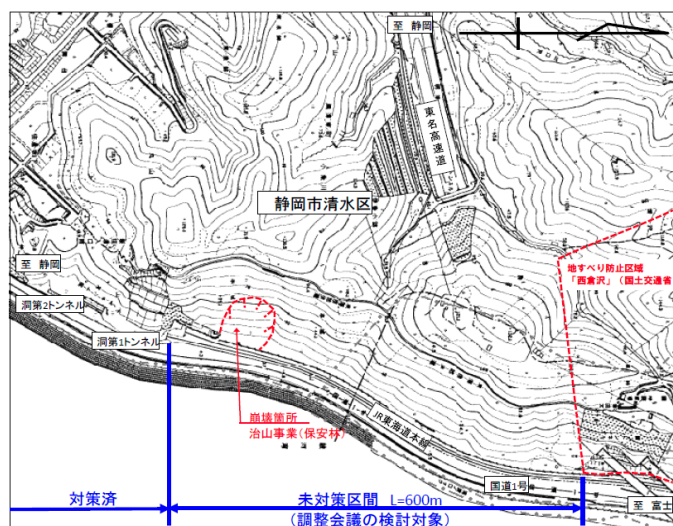 至 静岡
東名高速道
静岡市清水区
至 静岡
地すべり防止区域
「西倉沢」(国土交通省
洞第2トンネル
洞第1トンネル
崩壊箇所
治山事業(保安林)
JR東海道本線
国道1号
対策済
未対策区間 L=600m
(調整会議の検討対象)
至 富士